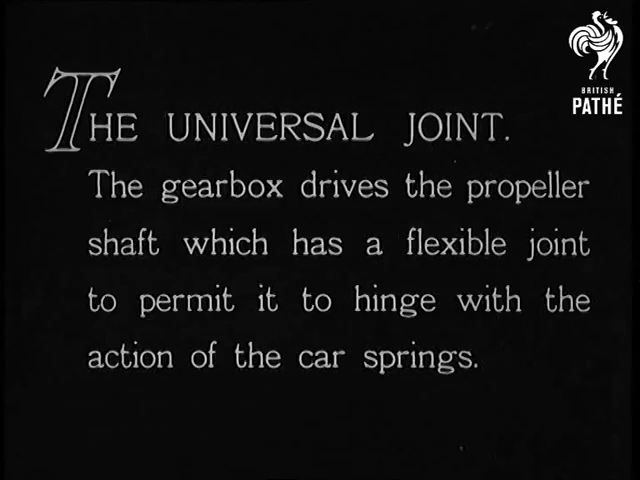 THE UNIVERSAL JOINT.
The gearbox drives the propeller
shaft which has a flexible joint
to permit it to hinge with the
action of the car springs.
BRITISH
PATHÉ